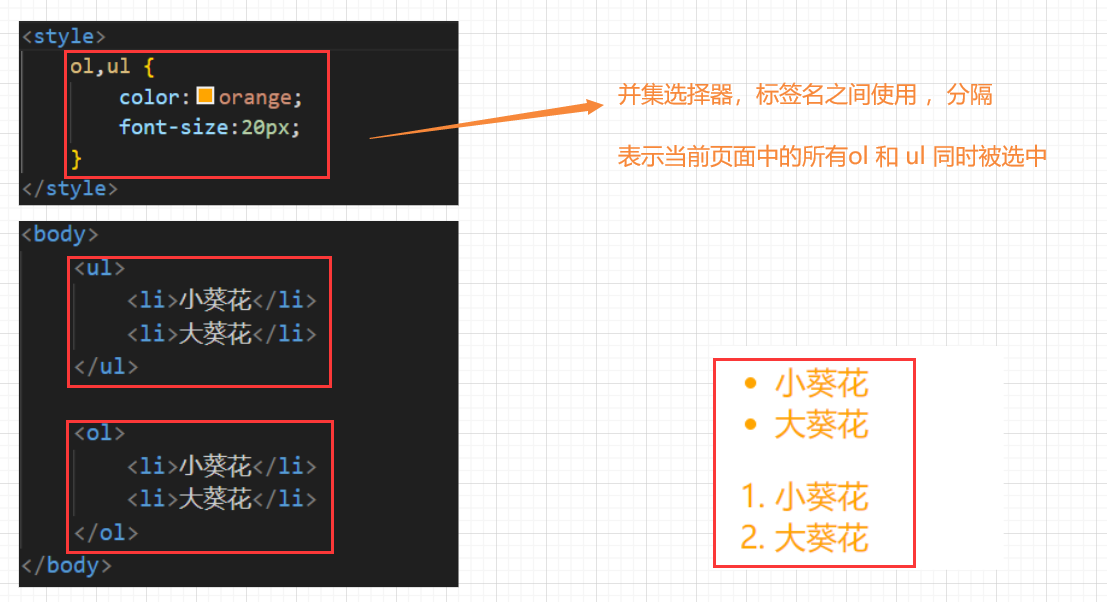 <style>
ol,ul {
color: orange;
font-size:20px;
}
</style>
并集选择器，标签名之间使用 ，分隔
表示当前页面中的所有ol 和 ul 同时被选中
<body>
<ul>
<li>小葵花</li>
<li>大葵花</li>
</ul>
<ol>
<li>小葵花</li>
<li>大葵花</li>
</ol>
</body>
• 小葵花
• 大葵花
1. 小葵花
2. 大葵花